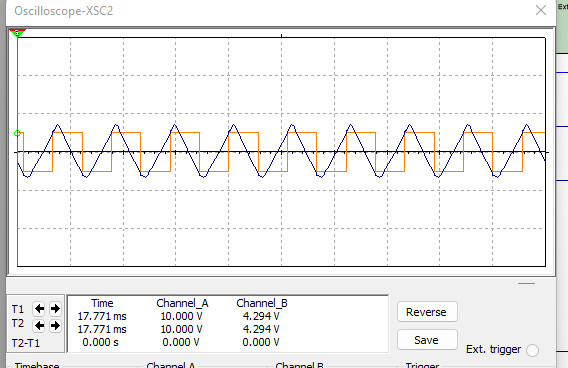 Oscilloscope-XSC2
Ext
Time Channel_A Channel_B
T1 17.771 ms 10.000 V 4.294 V
T2 17.771 ms 10.000 V 4.294 V
T2-T1 0.000 s 0.000 V 0.000 V
Reverse
Save
Ext. trigger
Timebase Channel A Channel B Trigger